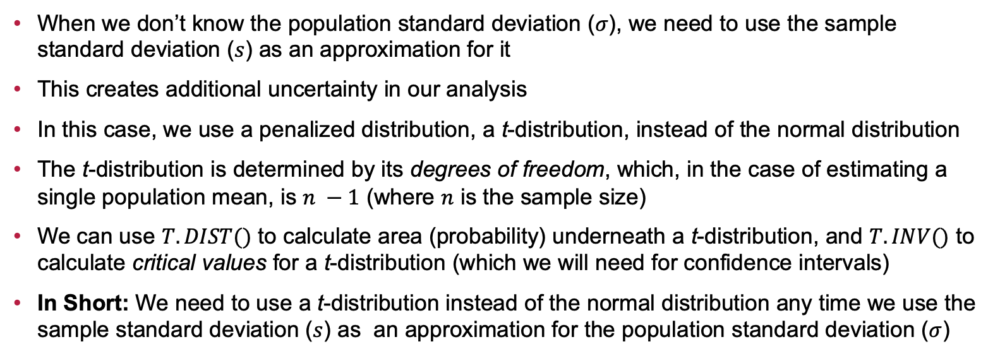 • When we don’t know the population standard deviation (σ), we need to use the sample
standard deviation (s) as an approximation for it
• This creates additional uncertainty in our analysis
• In this case, we use a penalized distribution, a t-distribution, instead of the normal distribution
• The t-distribution is determined by its degrees of freedom, which, in the case of estimating a
single population mean, is n − 1 (where n is the sample size)
• We can use T.DIST() to calculate area (probability) underneath a t-distribution, and T.INV() to
calculate critical values for a t-distribution (which we will need for confidence intervals)
• In Short: We need to use a t-distribution instead of the normal distribution any time we use the
sample standard deviation (s) as an approximation for the population standard deviation (σ)